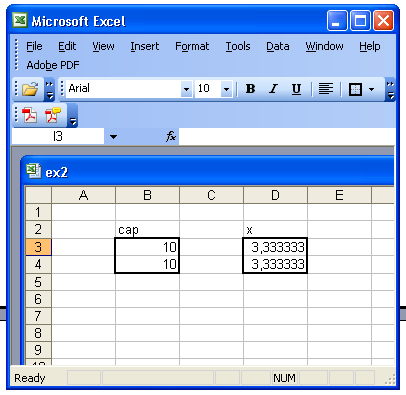 Microsoft Excel
File Edit View Insert Format Tools Data Window Help
Adobe PDF
Arial 10 B I U
I3 fx
ex2
A B C D E
1
2 cap x
3 10 3,333333
4 10 3,333333
5
6
7
8
9
10
Ready NUM